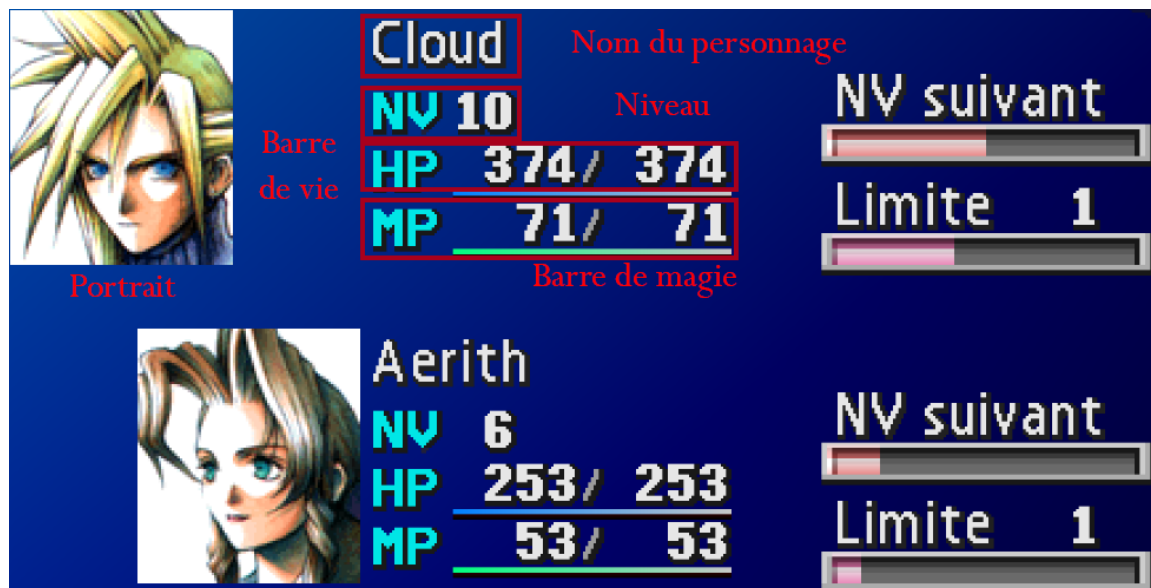 Cloud
Nom du personnage
NV 10
Niveau
NV suivant
Barre
de vie
HP 374/ 374
MP 71/ 71
Limite 1
Portrait
Barre de magie
Aerith
NV 6
NV suivant
HP 253/ 253
MP 53/ 53
Limite 1